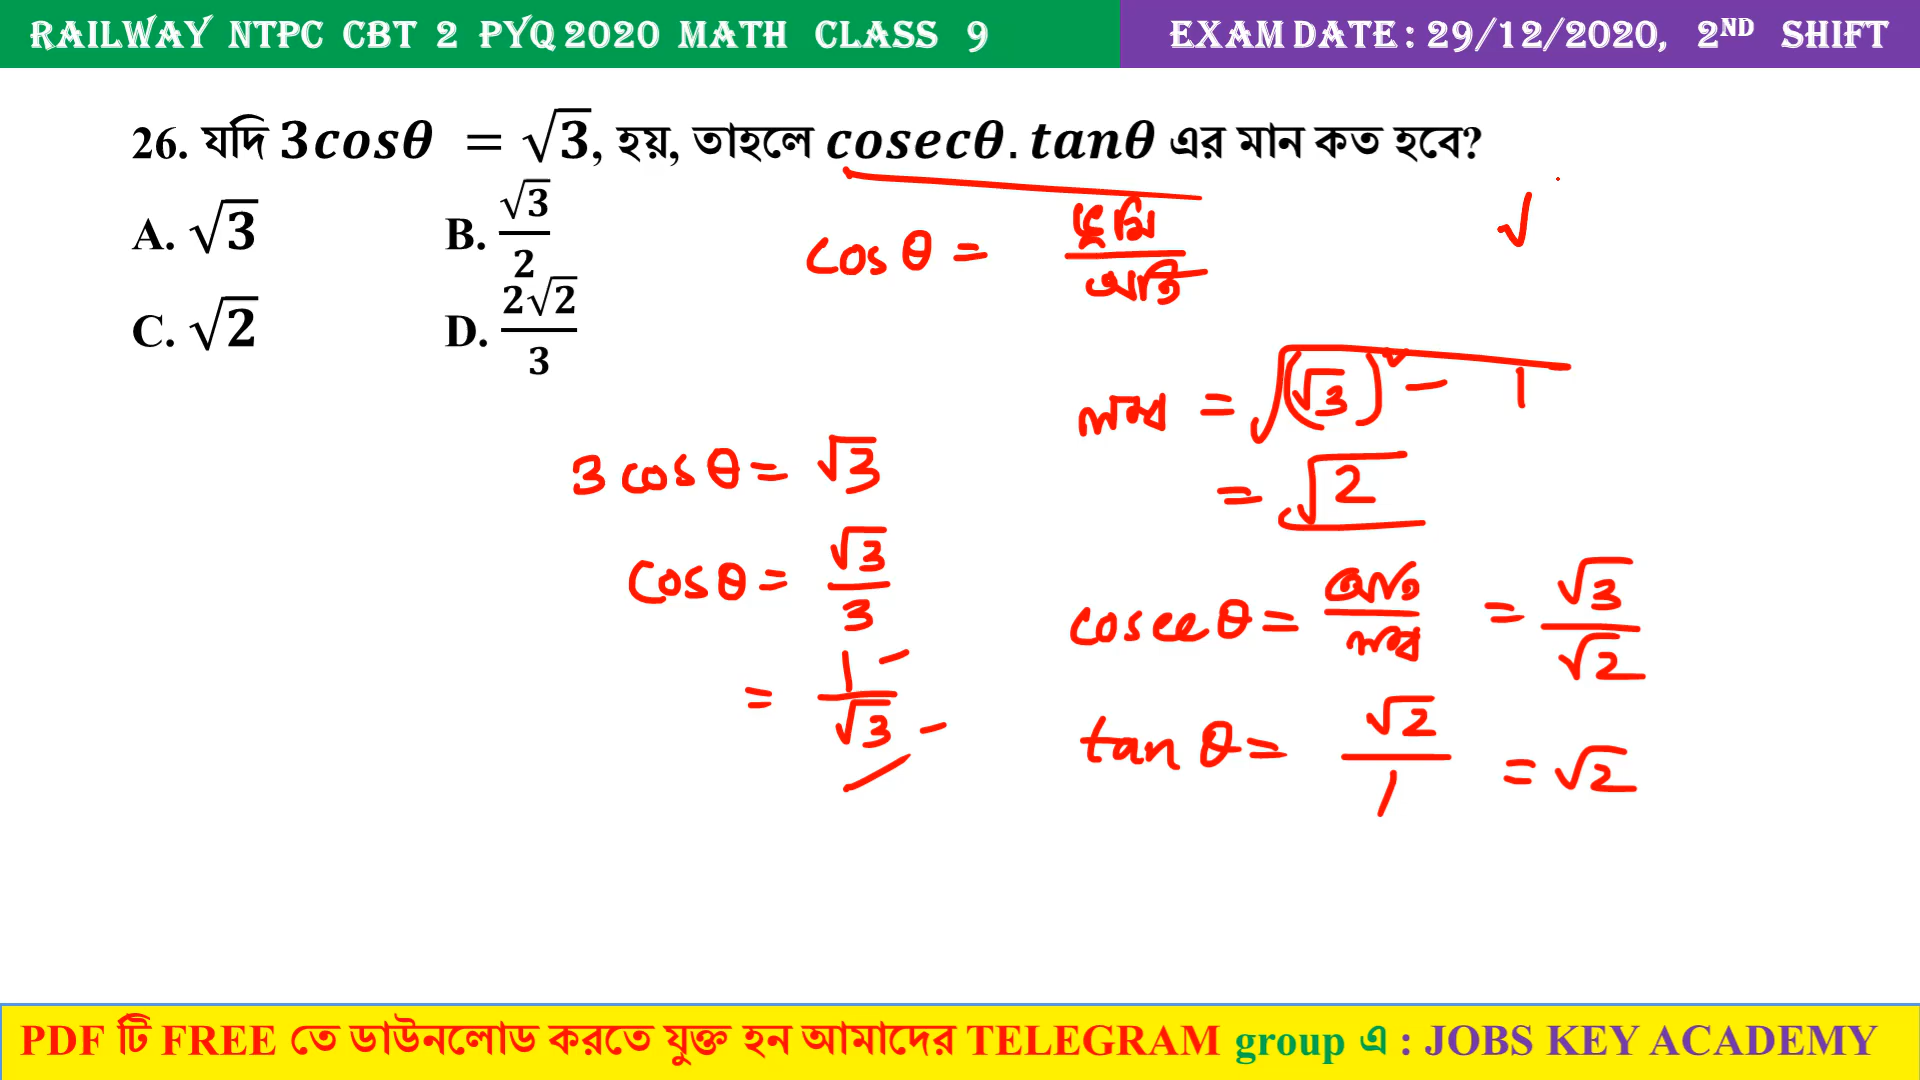 RAILWAY NTPC CBT 2 PYQ 2020 MATH CLASS 9
EXAM DATE : 29/12/2020, 2ND SHIFT
26. যদি 3cosθ = √3, হয়, তাহলে cosecθ.tanθ এর মান কত হবে?
A. √3 B. √3/2
C. √2 D. 2√2/3
cos θ = ভূমি/অতি
√
লম্ব = √((√3)² - 1
= √2
3 cos θ = √3
cos θ = √3/3
= 1/√3
cosec θ = অতি/লম্ব = √3/√2
tan θ = √2/1 = √2
PDF টি FREE তে ডাউনলোড করতে যুক্ত হন আমাদের TELEGRAM group এ : JOBS KEY ACADEMY